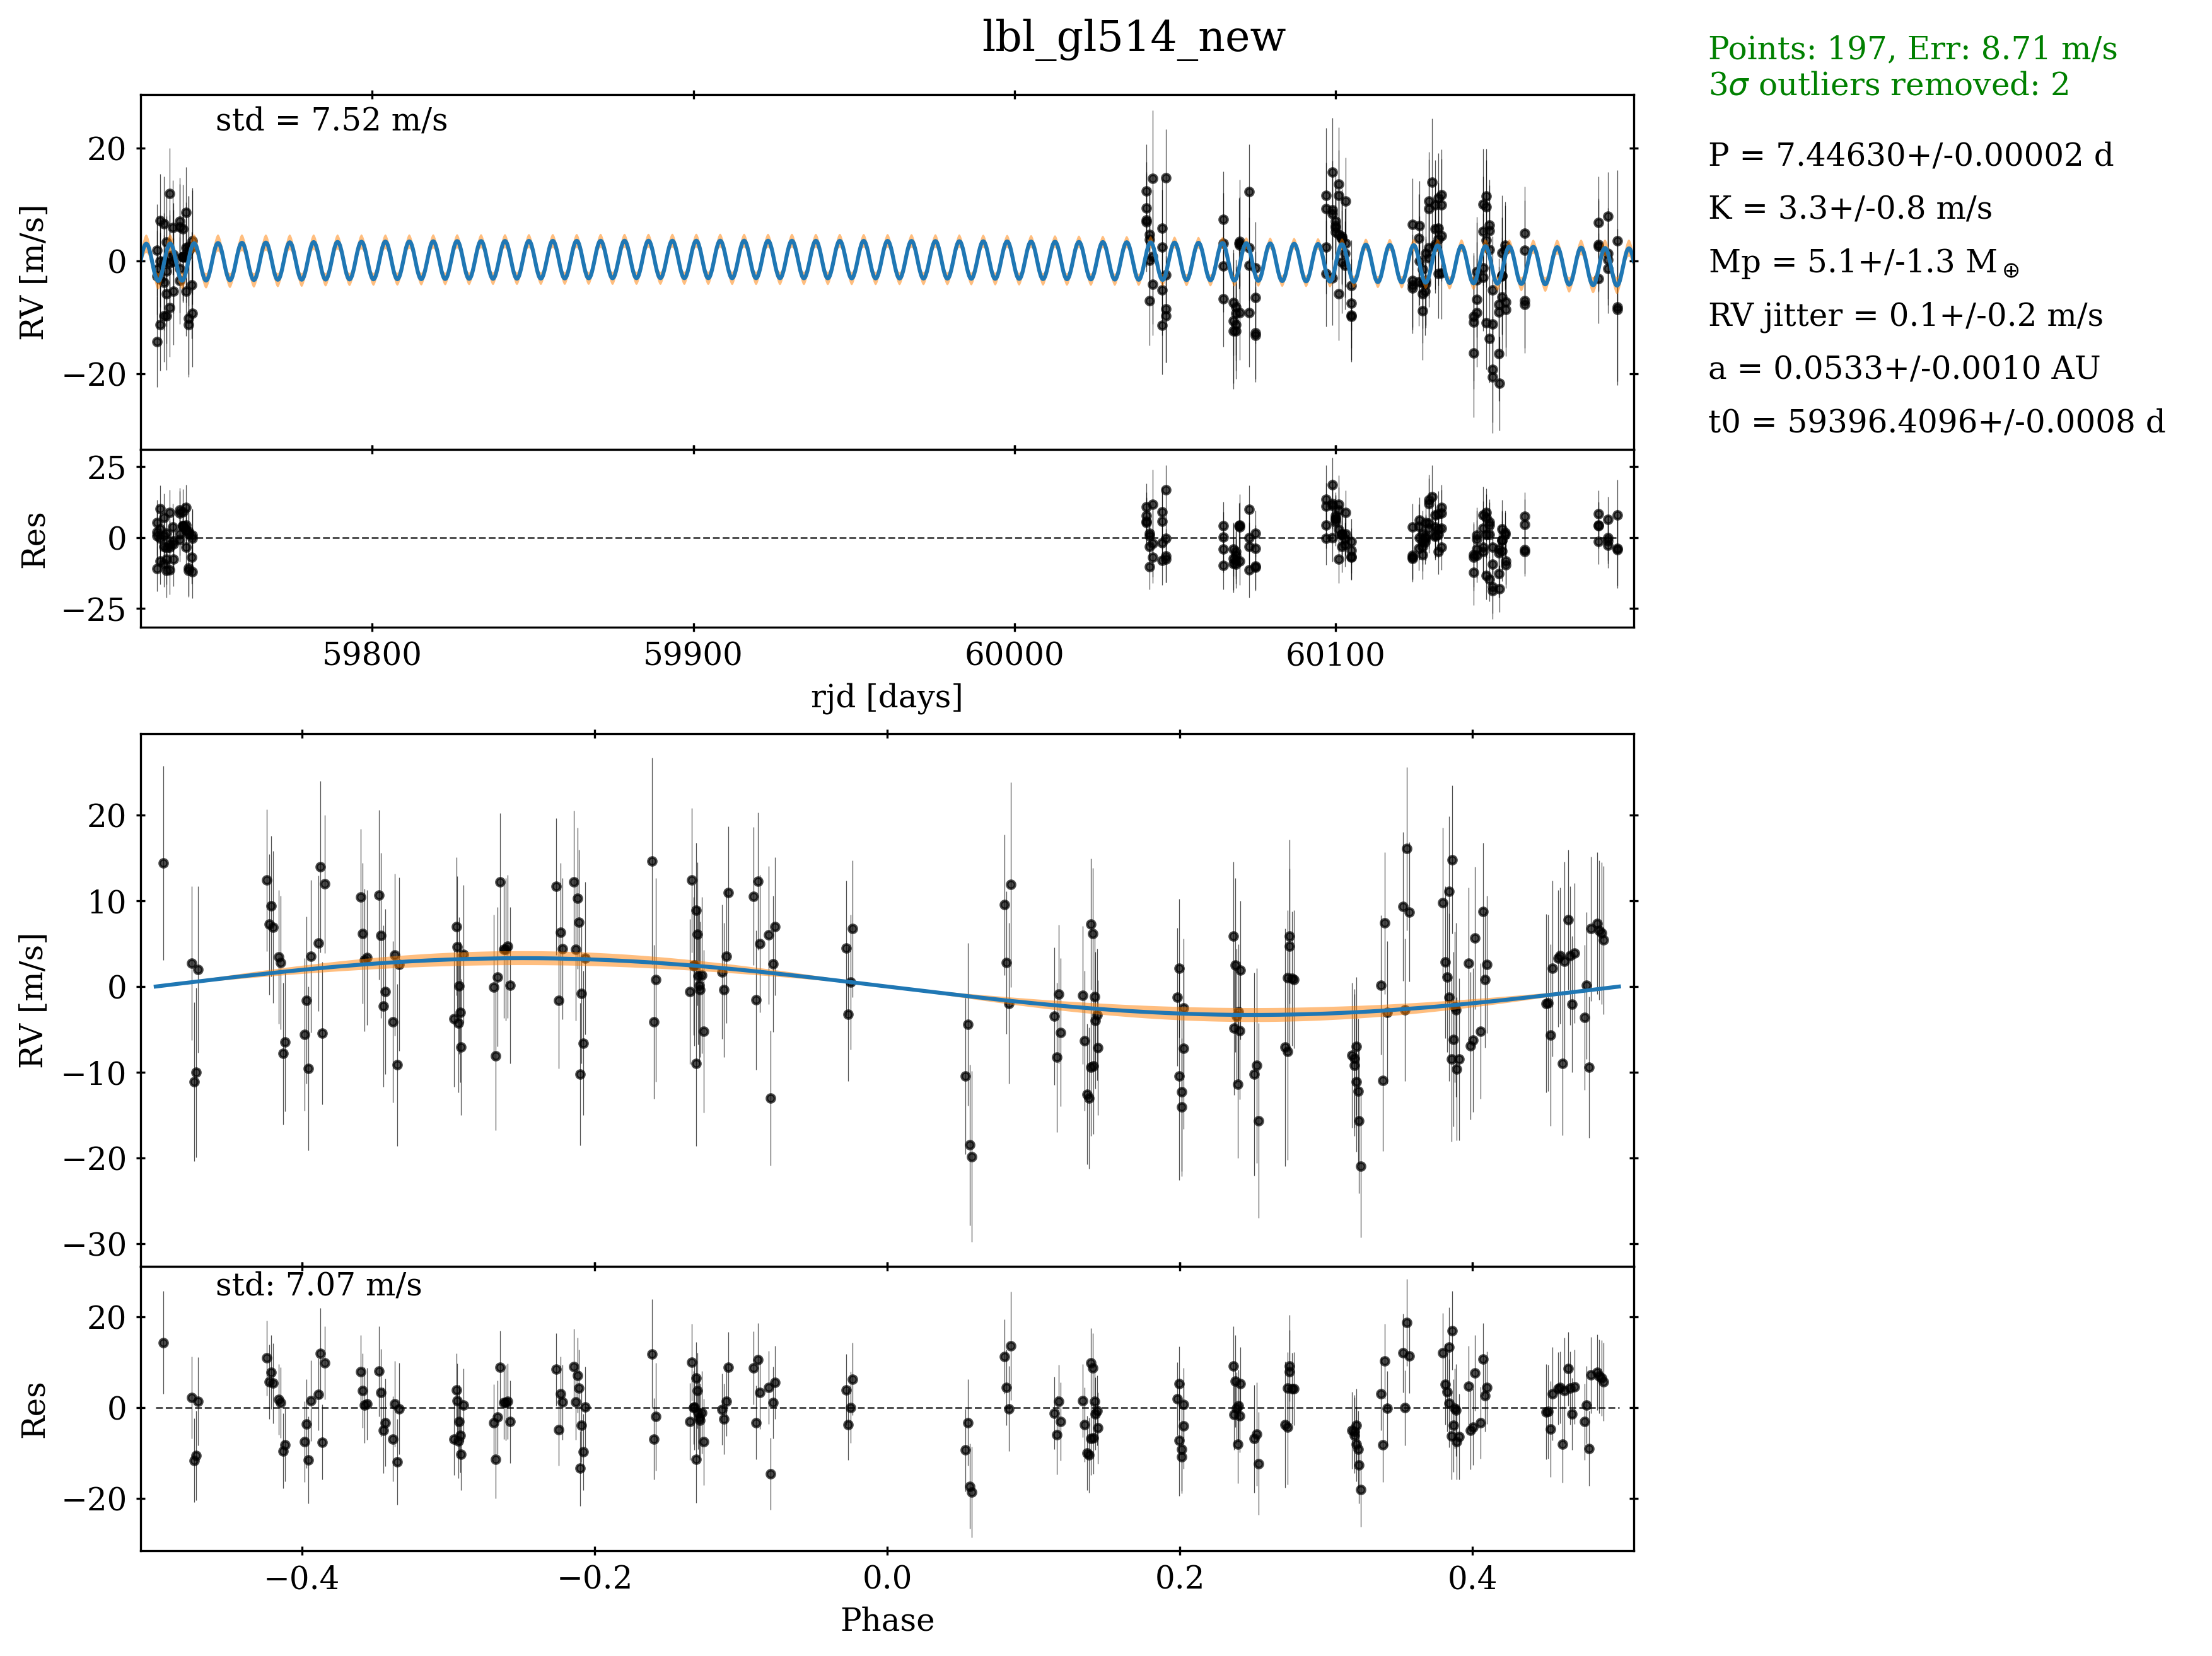 lbl_gl514_new
Points: 197, Err: 8.71 m/s
3σ outliers removed: 2
P = 7.44630+/-0.00002 d
K = 3.3+/-0.8 m/s
Mp = 5.1+/-1.3 M⊕
RV jitter = 0.1+/-0.2 m/s
a = 0.0533+/-0.0010 AU
t0 = 59396.4096+/-0.0008 d
std = 7.52 m/s
20
0
−20
RV [m/s]
25
0
−25
Res
59800 59900 60000 60100
rjd [days]
20
10
0
−10
−20
−30
RV [m/s]
std: 7.07 m/s
20
0
−20
Res
−0.4 −0.2 0.0 0.2 0.4
Phase